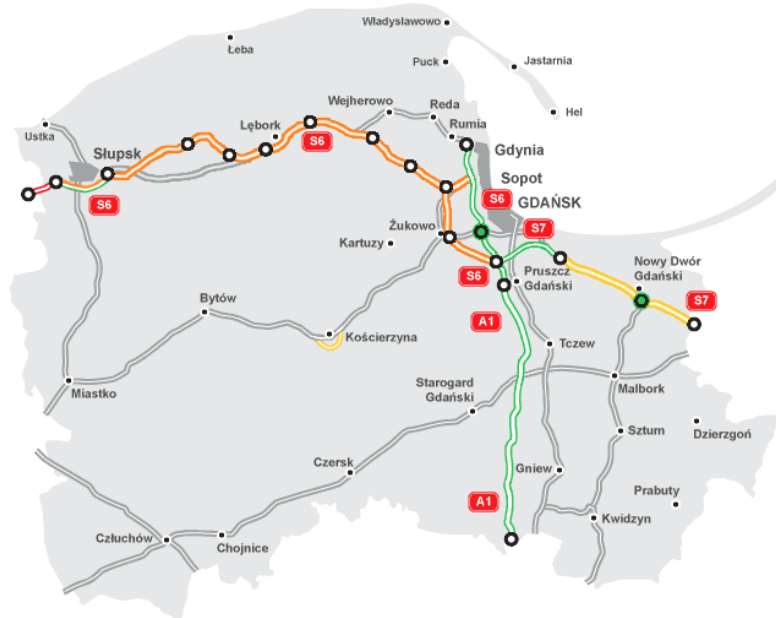 Władysławowo
Łeba
Puck
Jastarnia
Hel
Wejherowo
Reda
Rumia
Ustka
Lębork
S6
Gdynia
Słupsk
Sopot
S6
S6
GDAŃSK
Żukowo
S7
Kartuzy
S6
Pruszcz
Gdański
Nowy Dwór
Gdański
S7
Bytów
A1
Kościerzyna
Tczew
Miastko
Starogard
Gdański
Malbork
Sztum
Dzierzgoń
Czersk
Gniew
Prabuty
A1
Kwidzyn
Człuchów
Chojnice